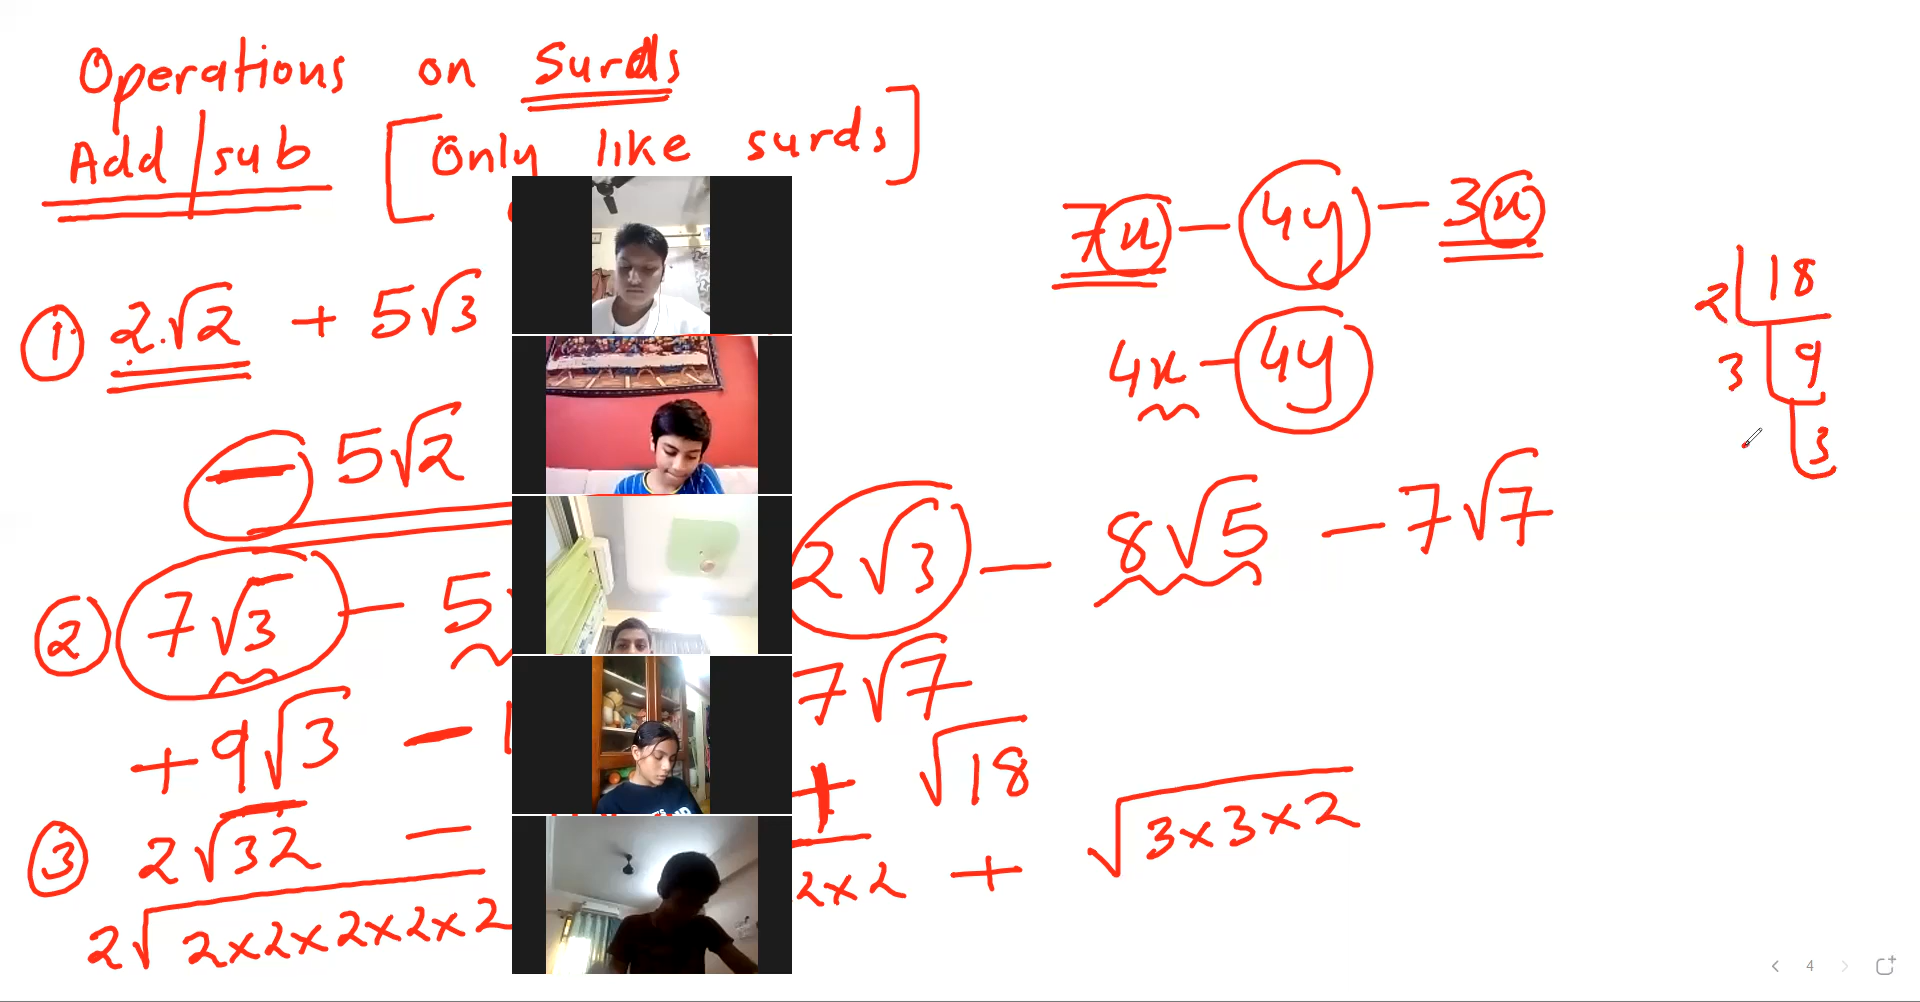 Operations on Surds
Add/sub [Only like surds]
① 2.√2 + 5√3
— 5√2
② 7√3 — 5 2√3 — 8√5 — 7√7
+ 9√3 — 7√7
③ 2√32 — + √18
2√2×2×2×2×2 2×2 + √3×3×2
7x — 4y — 3x
4x — 4y
2 18
3 9
3
4